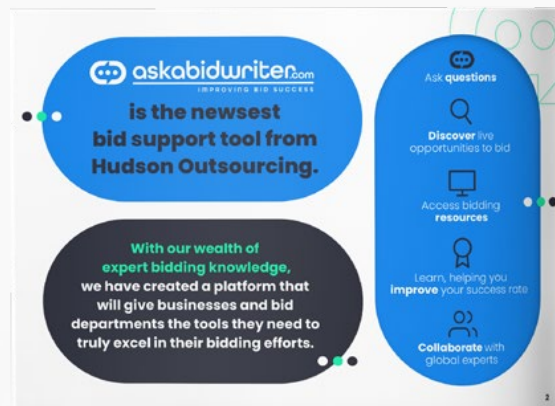 askabidwriter.com
IMPROVING BID SUCCESS
is the newsest
bid support tool from
Hudson Outsourcing.
With our wealth of
expert bidding knowledge,
we have created a platform that
will give businesses and bid
departments the tools they need to
truly excel in their bidding efforts.
Ask questions
Discover live
opportunities to bid
Access bidding
resources
Learn, helping you
improve your success rate
Collaborate with
global experts
2